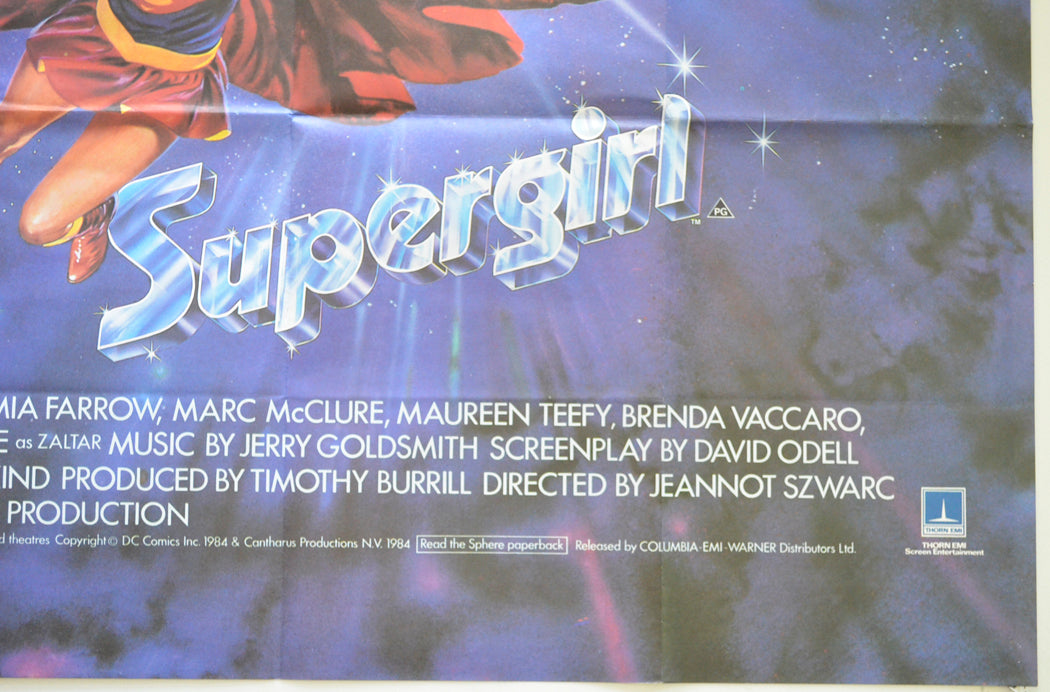 Supergirl
TM
PG
MIA FARROW, MARC McCLURE, MAUREEN TEEFY, BRENDA VACCARO,
as ZALTAR MUSIC BY JERRY GOLDSMITH SCREENPLAY BY DAVID ODELL
PRODUCED BY TIMOTHY BURRILL DIRECTED BY JEANNOT SZWARC
PRODUCTION
theatres Copyright © DC Comics Inc. 1984 & Cantharus Productions N.V. 1984 Read the Sphere paperback Released by COLUMBIA-EMI-WARNER Distributors Ltd.
THORN EMI
THORN EMI
Screen Entertainment